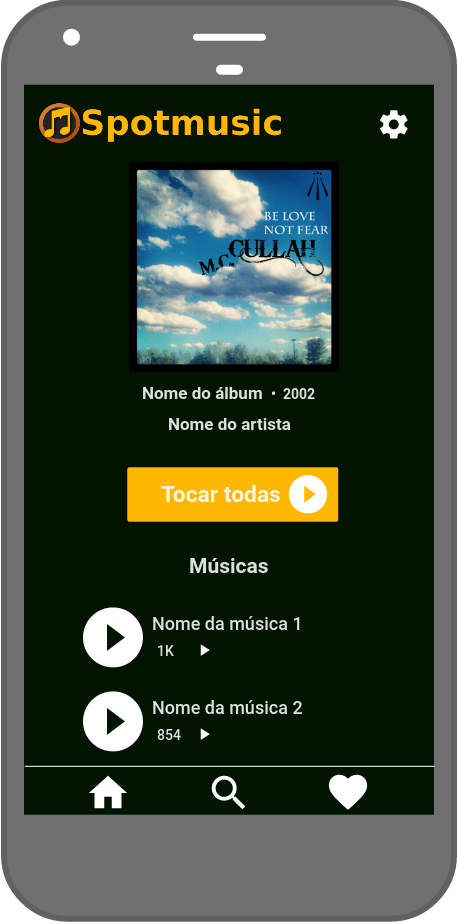 Spotmusic
BE LOVE
NOT FEAR
M.C. CULLAH
Nome do álbum • 2002
Nome do artista
Tocar todas
Músicas
Nome da música 1
1K
Nome da música 2
854